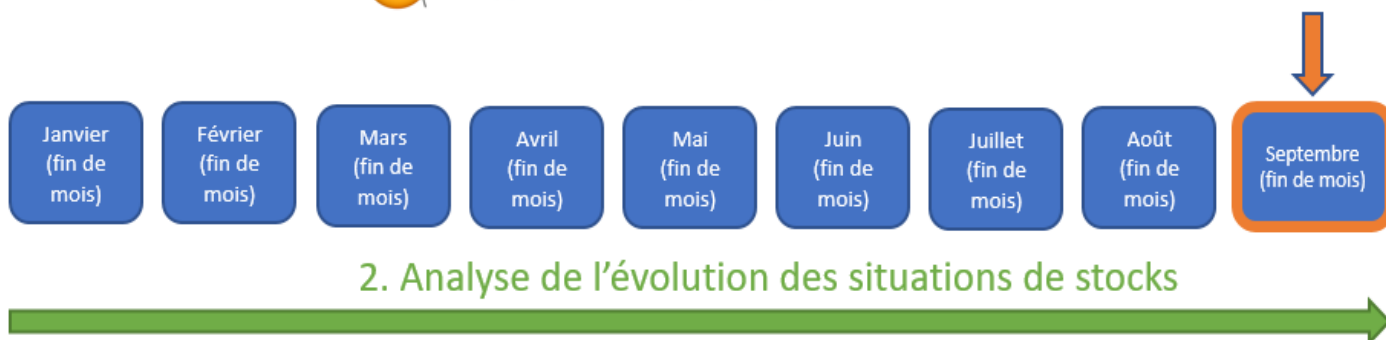 Janvier
(fin de
mois)
Février
(fin de
mois)
Mars
(fin de
mois)
Avril
(fin de
mois)
Mai
(fin de
mois)
Juin
(fin de
mois)
Juillet
(fin de
mois)
Août
(fin de
mois)
Septembre
(fin de mois)
2. Analyse de l’évolution des situations de stocks